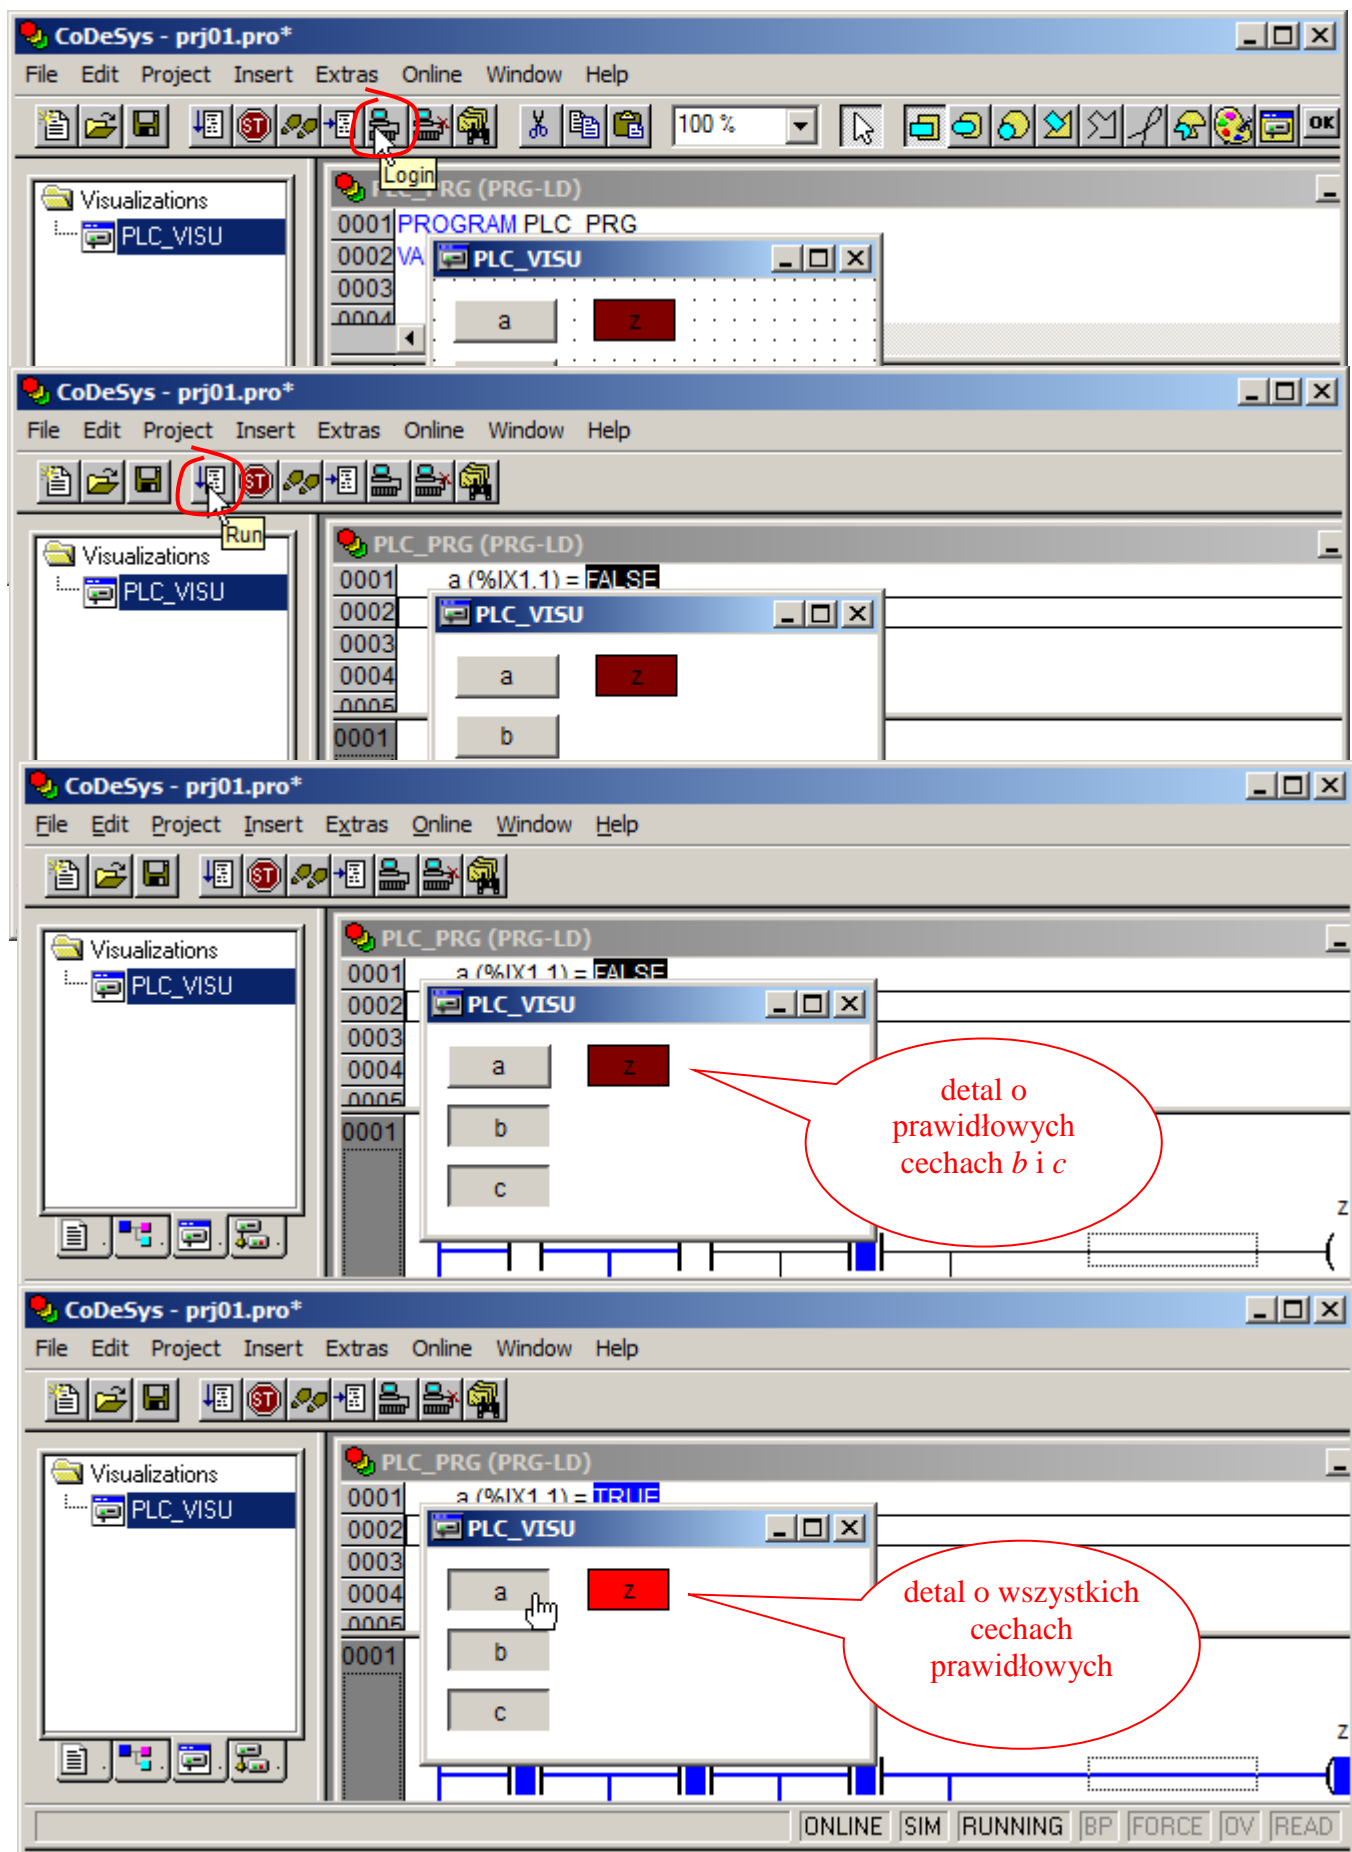 CoDeSys - prj01.pro*
File Edit Project Insert Extras Online Window Help
100 %
OK
Login
Visualizations
PLC_VISU
PLC_PRG (PRG-LD)
0001 PROGRAM PLC_PRG
0002 VA
0003
0004
PLC_VISU
a z
CoDeSys - prj01.pro*
File Edit Project Insert Extras Online Window Help
Run
Visualizations
PLC_VISU
PLC_PRG (PRG-LD)
0001 a (%IX1.1) = FALSE
0002
0003
0004
0005
0001
PLC_VISU
a z
b
CoDeSys - prj01.pro*
File Edit Project Insert Extras Online Window Help
Visualizations
PLC_VISU
PLC_PRG (PRG-LD)
0001 a (%IX1.1) = FALSE
0002
0003
0004
0005
0001
PLC_VISU
a z
b
c
detal o
prawidłowych
cechach b i c
z
CoDeSys - prj01.pro*
File Edit Project Insert Extras Online Window Help
Visualizations
PLC_VISU
PLC_PRG (PRG-LD)
0001 a (%IX1.1) = TRUE
0002
0003
0004
0005
0001
PLC_VISU
a z
b
c
detal o wszystkich
cechach
prawidłowych
z
ONLINE SIM RUNNING BP FORCE OV READ